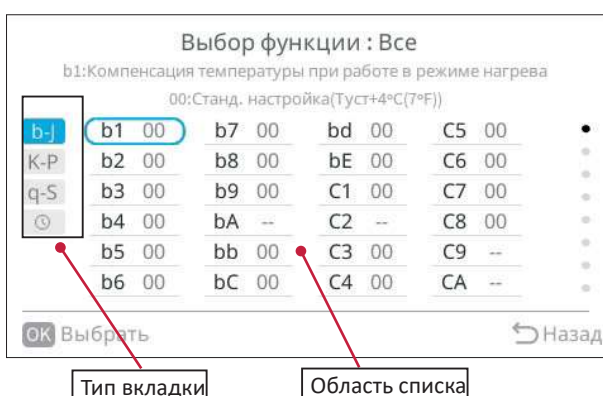 Выбор функции : Все
b1:Компенсация температуры при работе в режиме нагрева
00:Станд. настройка(Tуст+4ºC(7ºF))
b-J b1 00 b7 00 bd 00 C5 00
K-P b2 00 b8 00 bE 00 C6 00
q-S b3 00 b9 00 C1 00 C7 00
b4 00 bA -- C2 -- C8 00
b5 00 bb 00 C3 00 C9 --
b6 00 bC 00 C4 00 CA --
OK Выбрать Назад
Тип вкладки Область списка